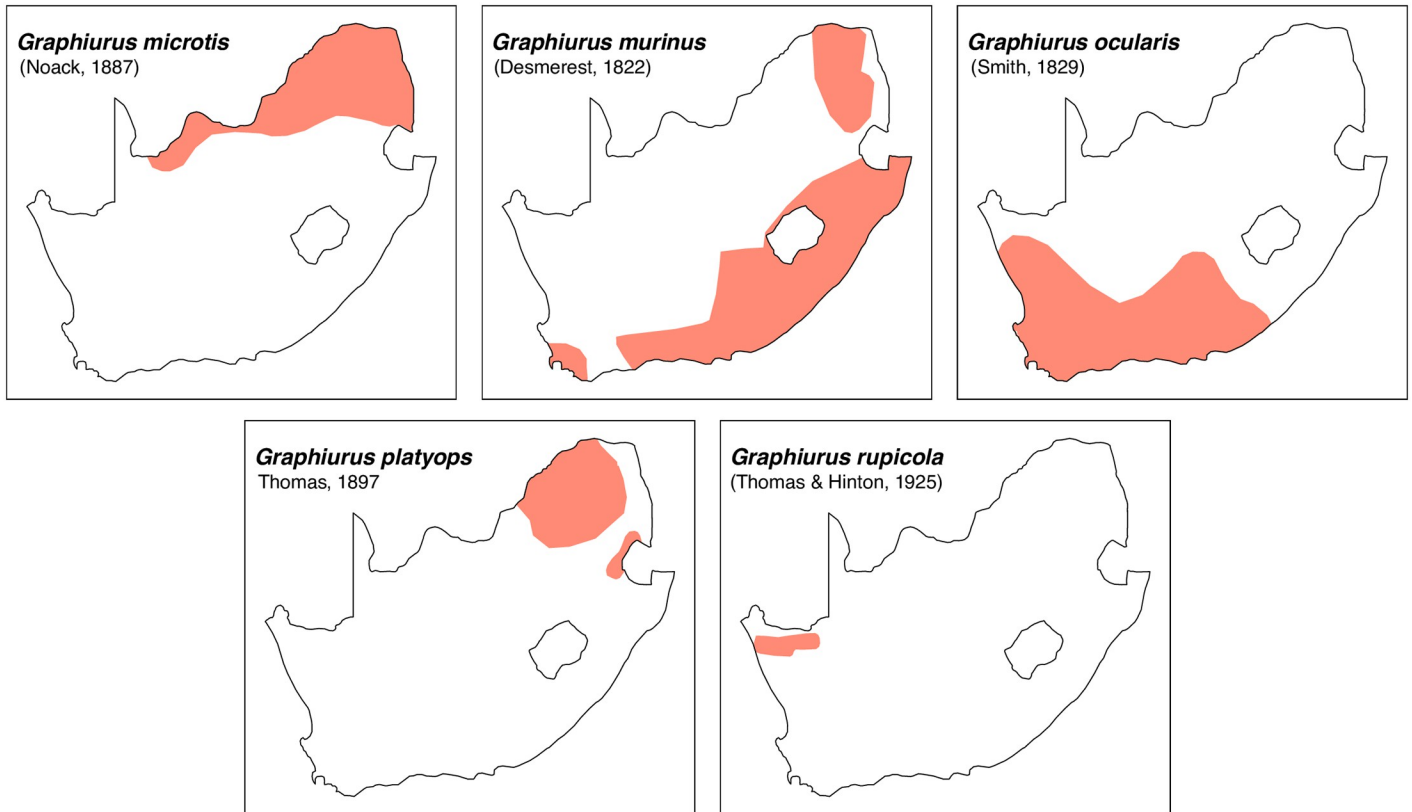 Graphiurus microtis
(Noack, 1887)
Graphiurus murinus
(Desmerest, 1822)
Graphiurus ocularis
(Smith, 1829)
Graphiurus platyops
Thomas, 1897
Graphiurus rupicola
(Thomas & Hinton, 1925)